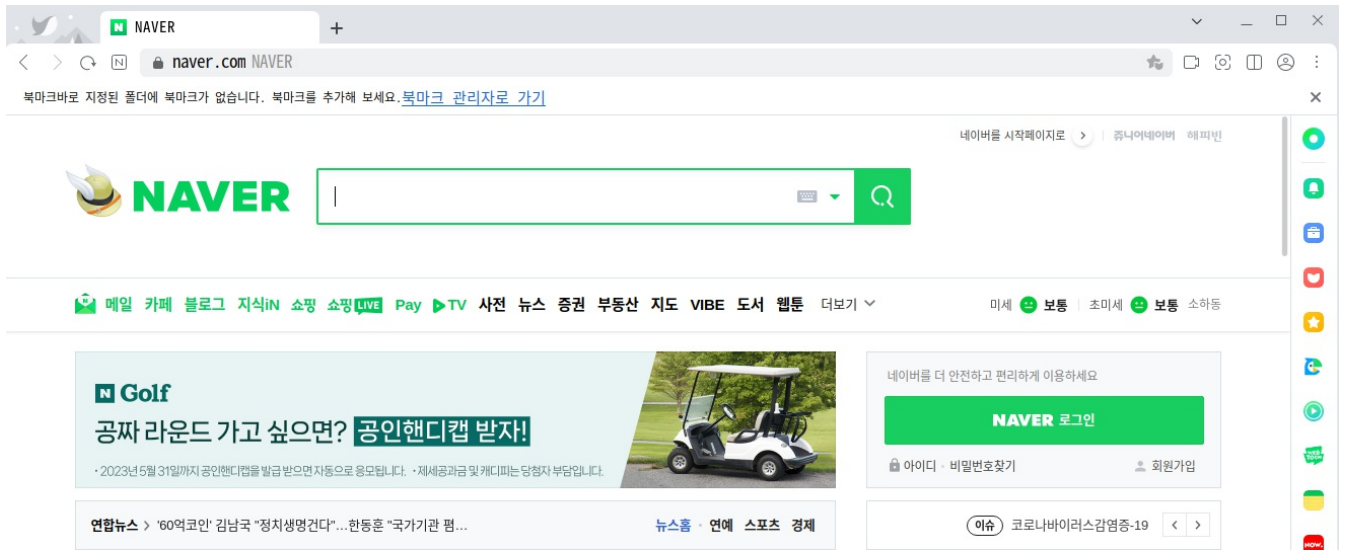 NAVER
naver.com NAVER
북마크바로 지정된 폴더에 북마크가 없습니다. 북마크를 추가해 보세요. 북마크 관리자로 가기
네이버를 시작페이지로 > | 쥬니어네이버 해피빈
NAVER
메일 카페 블로그 지식iN 쇼핑 쇼핑LIVE Pay TV 사전 뉴스 증권 부동산 지도 VIBE 도서 웹툰 더보기
미세 보통 초미세 보통 소하동
N Golf
공짜 라운드 가고 싶으면? 공인핸디캡 받자!
·2023년 5월 31일까지 공인핸디캡을 발급 받으면 자동으로 응모됩니다. ·제세공과금 및 캐디피는 당첨자 부담입니다.
네이버를 더 안전하고 편리하게 이용하세요
NAVER 로그인
아이디 · 비밀번호찾기 회원가입
연합뉴스 > '60억코인' 김남국 "정치생명건다"…한동훈 "국가기관 폄…
뉴스홈 · 연예 스포츠 경제
이슈 코로나바이러스감염증-19 < >
WEB TOON
NOW.